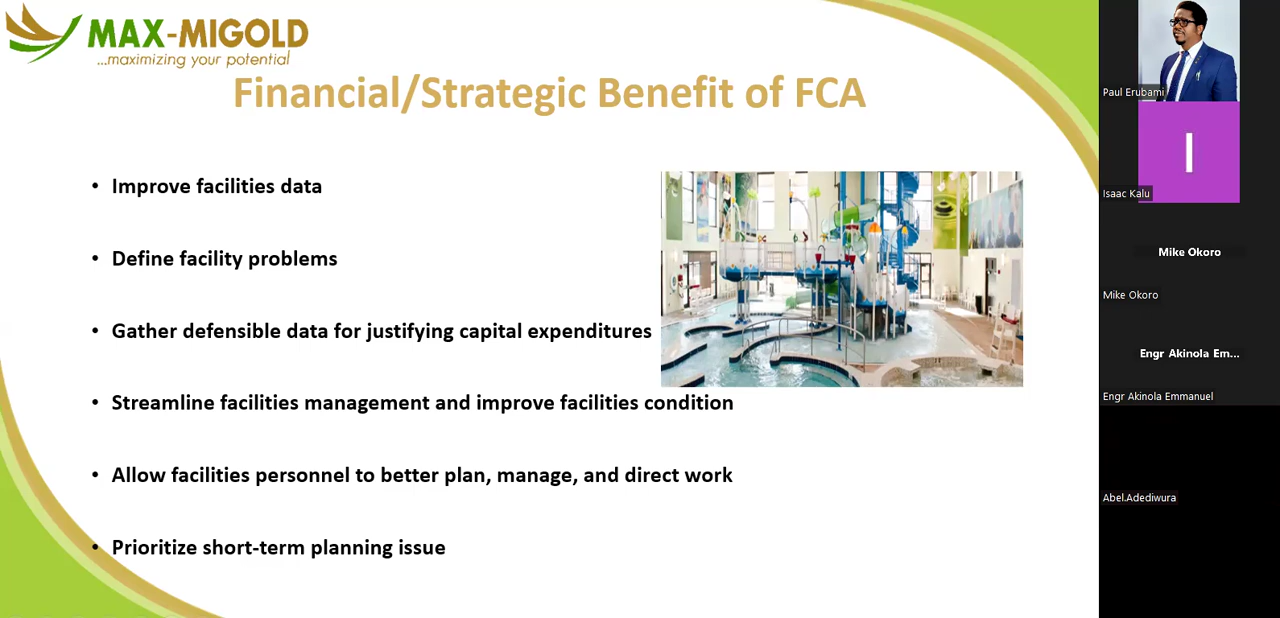 MAX-MIGOLD
...maximizing your potential
Financial/Strategic Benefit of FCA
• Improve facilities data
• Define facility problems
• Gather defensible data for justifying capital expenditures
• Streamline facilities management and improve facilities condition
• Allow facilities personnel to better plan, manage, and direct work
• Prioritize short-term planning issue
Paul Erubami
I
Isaac Kalu
Mike Okoro
Mike Okoro
Engr Akinola Em...
Engr Akinola Emmanuel
Abel.Adediwura